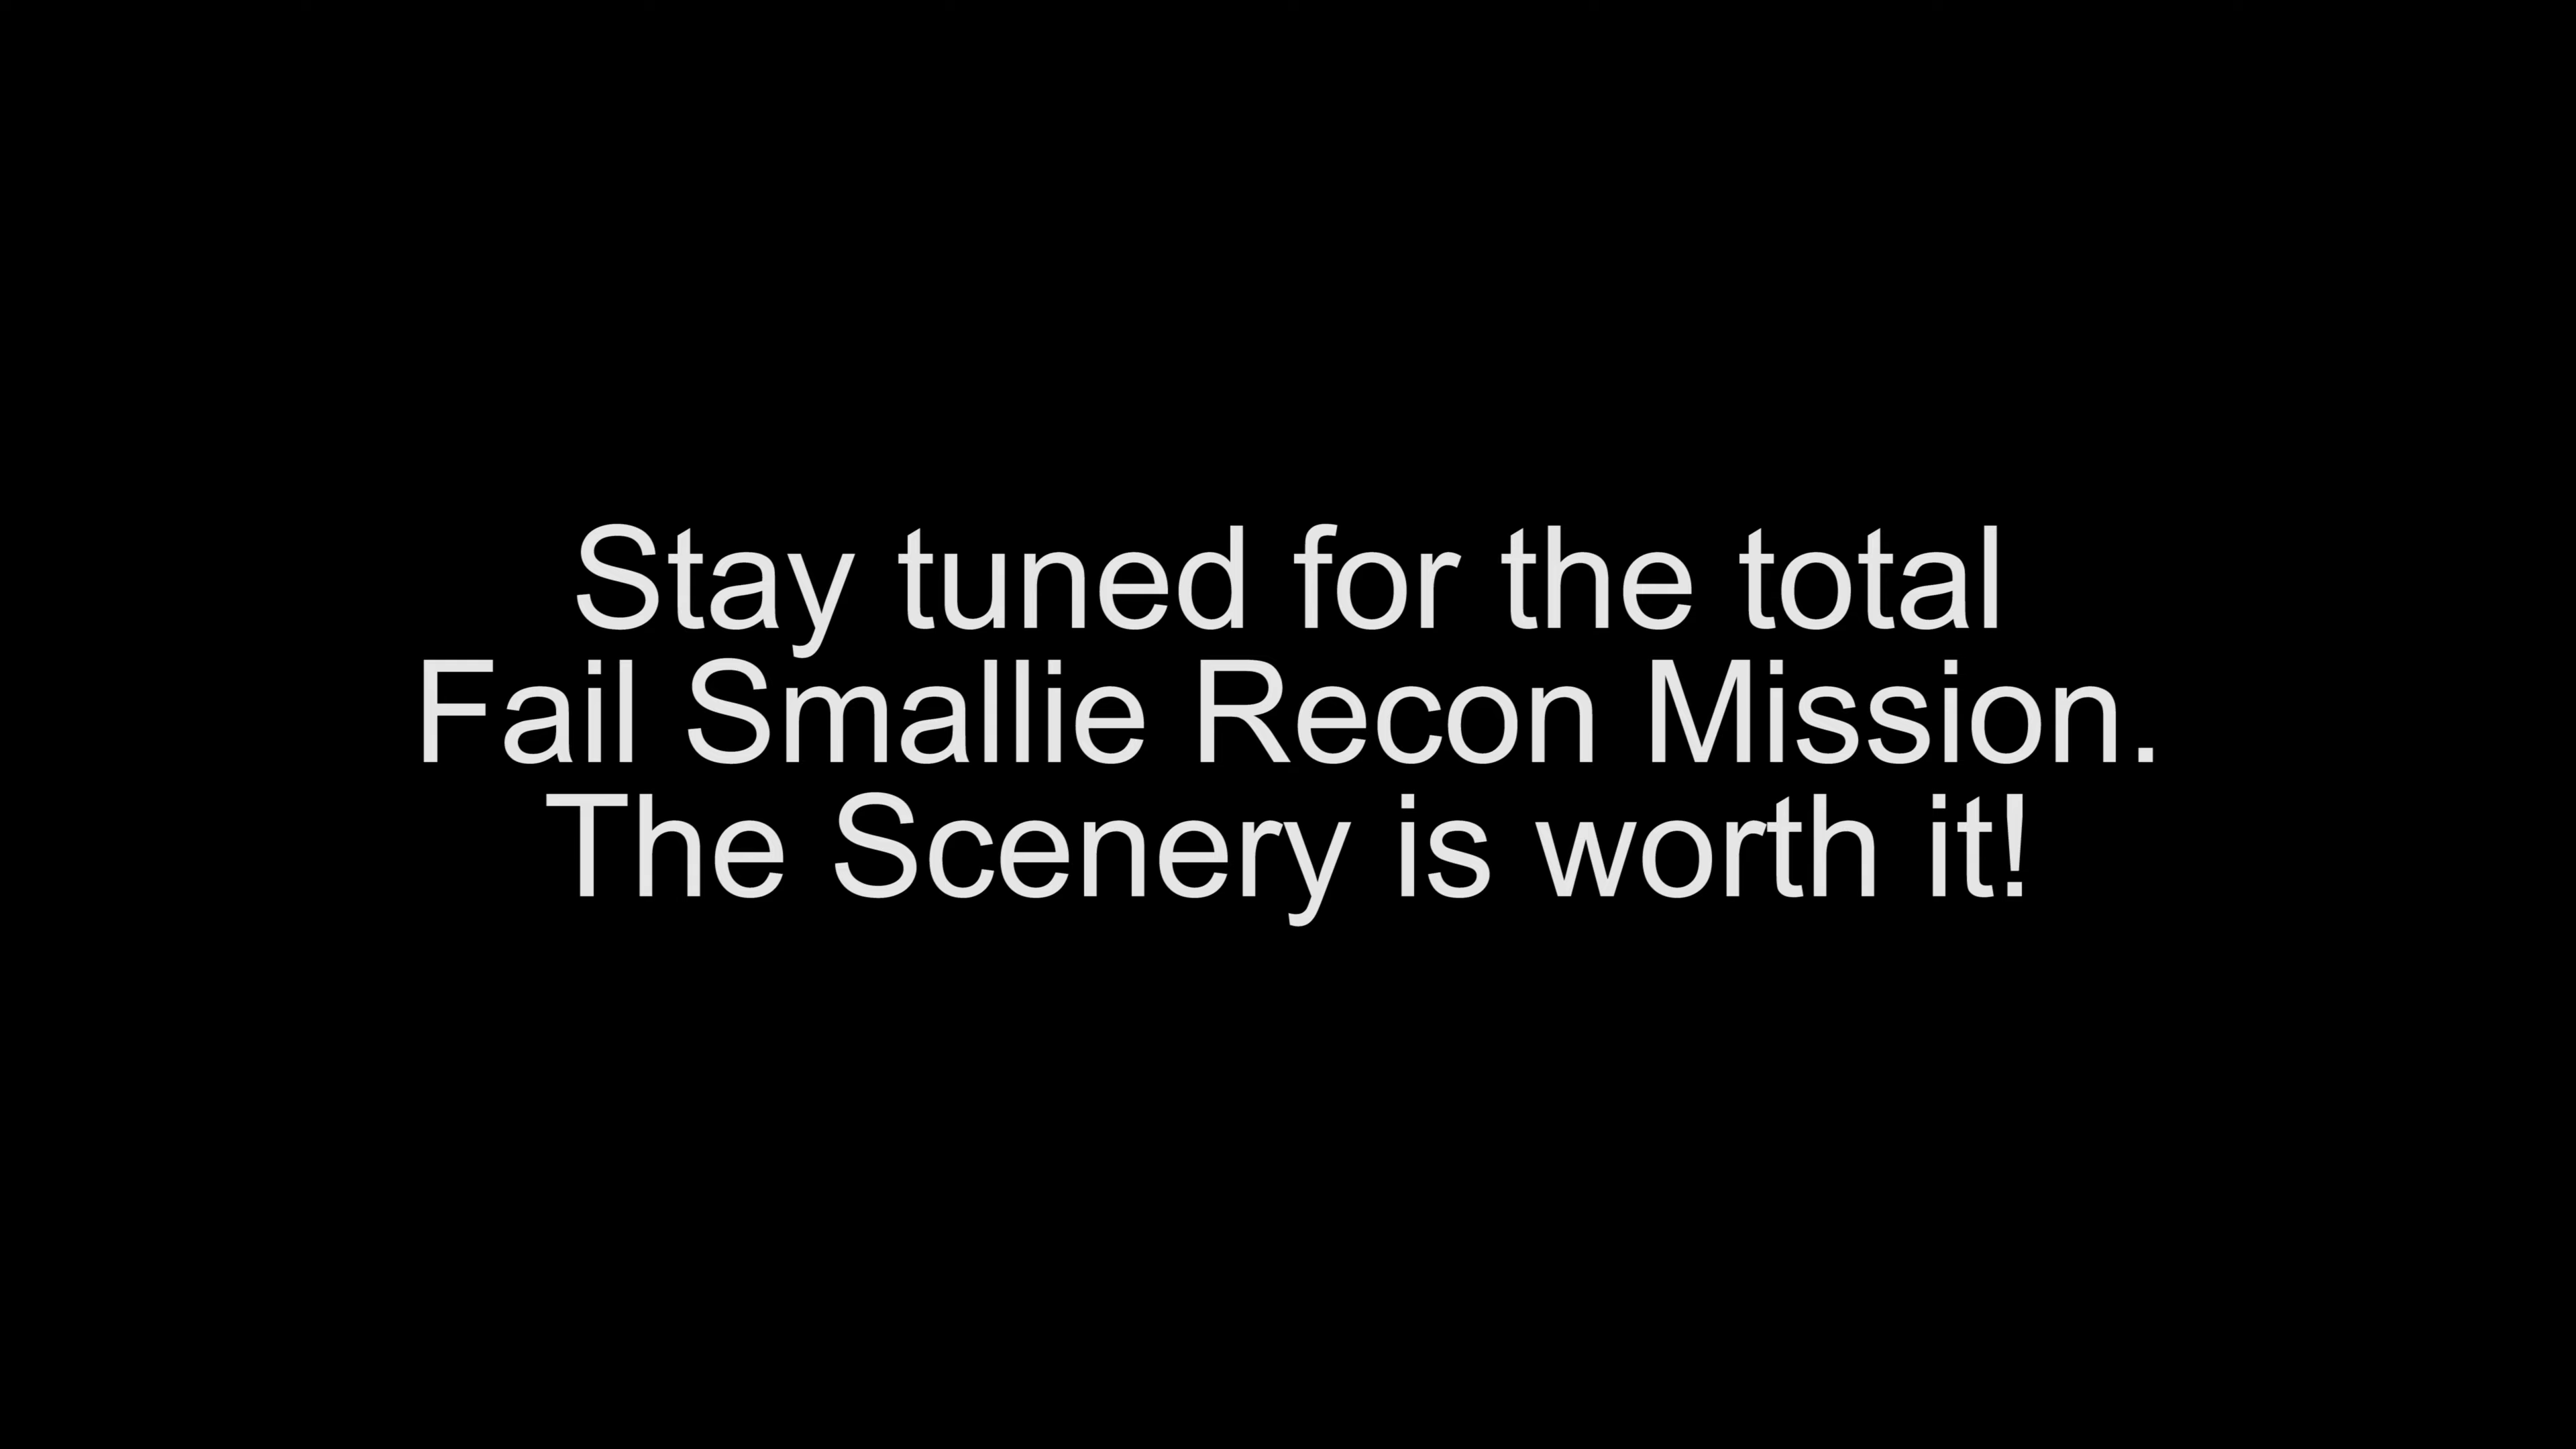 Stay tuned for the total
Fail Smallie Recon Mission.
The Scenery is worth it!